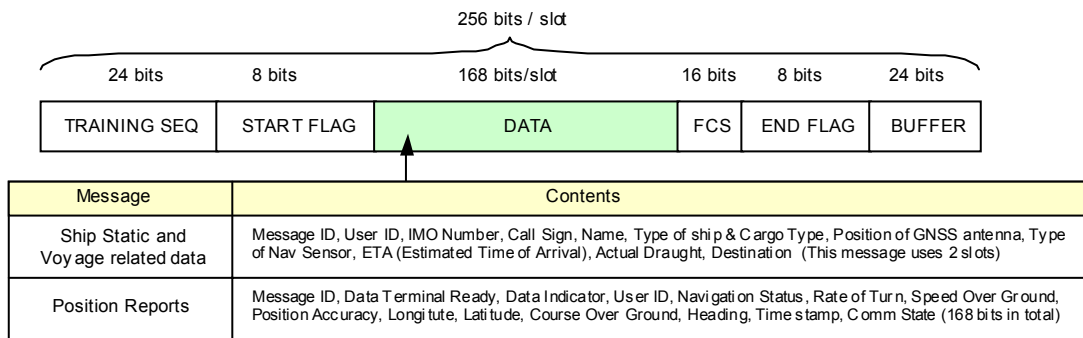 256 bits / slot
24 bits 8 bits 168 bits/slot 16 bits 8 bits 24 bits
TRAINING SEQ START FLAG DATA FCS END FLAG BUFFER
Message Contents
Ship Static and
Voyage related data
Message ID, User ID, IMO Number, Call Sign, Name, Type of ship & Cargo Type, Position of GNSS antenna, Type
of Nav Sensor, ETA (Estimated Time of Arrival), Actual Draught, Destination (This message uses 2 slots)
Position Reports
Message ID, Data Terminal Ready, Data Indicator, User ID, Navigation Status, Rate of Turn, Speed Over Ground,
Position Accuracy, Longitute, Latitude, Course Over Ground, Heading, Time stamp, Comm State (168 bits in total)